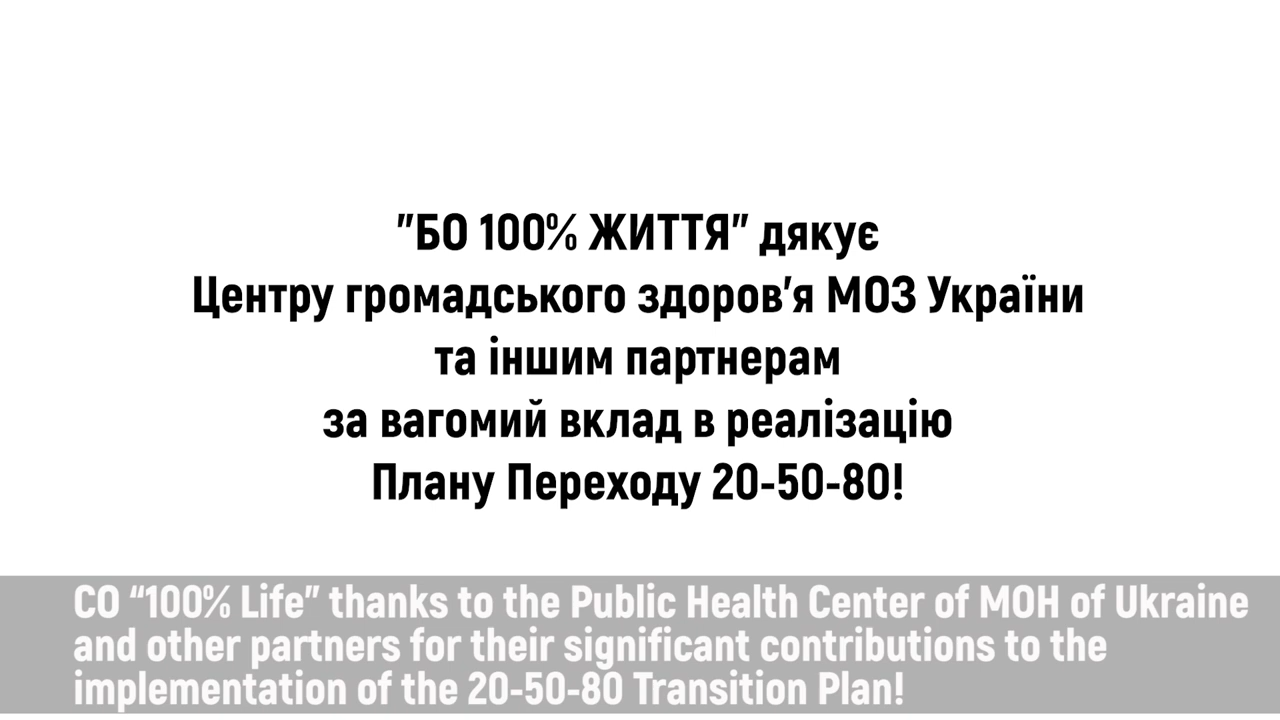 "БО 100% ЖИТТЯ" дякує
Центру громадського здоров'я МОЗ України
та іншим партнерам
за вагомий вклад в реалізацію
Плану Переходу 20-50-80!
CO “100% Life” thanks to the Public Health Center of MOH of Ukraine
and other partners for their significant contributions to the
implementation of the 20-50-80 Transition Plan!